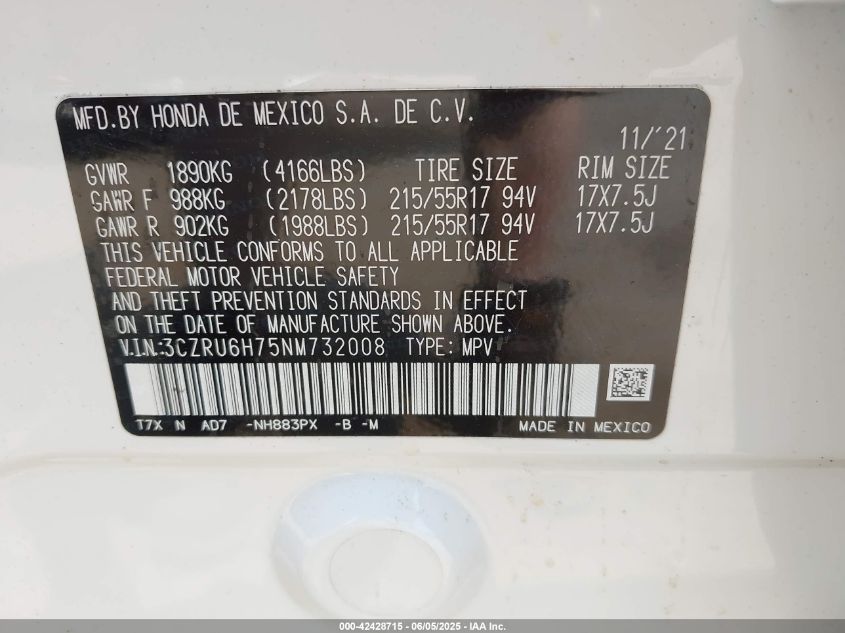 MFD.BY HONDA DE MEXICO S.A. DE C.V.
11/'21
GVWR 1890KG (4166LBS) TIRE SIZE RIM SIZE
GAWR F 988KG (2178LBS) 215/55R17 94V 17X7.5J
GAWR R 902KG (1988LBS) 215/55R17 94V 17X7.5J
THIS VEHICLE CONFORMS TO ALL APPLICABLE
FEDERAL MOTOR VEHICLE SAFETY
AND THEFT PREVENTION STANDARDS IN EFFECT
ON THE DATE OF MANUFACTURE SHOWN ABOVE.
V.I.N:3CZRU6H75NM732008 TYPE: MPV
T7X N AD7 -NH883PX -B -M MADE IN MEXICO
000-42428715 - 06/05/2025 - IAA Inc.